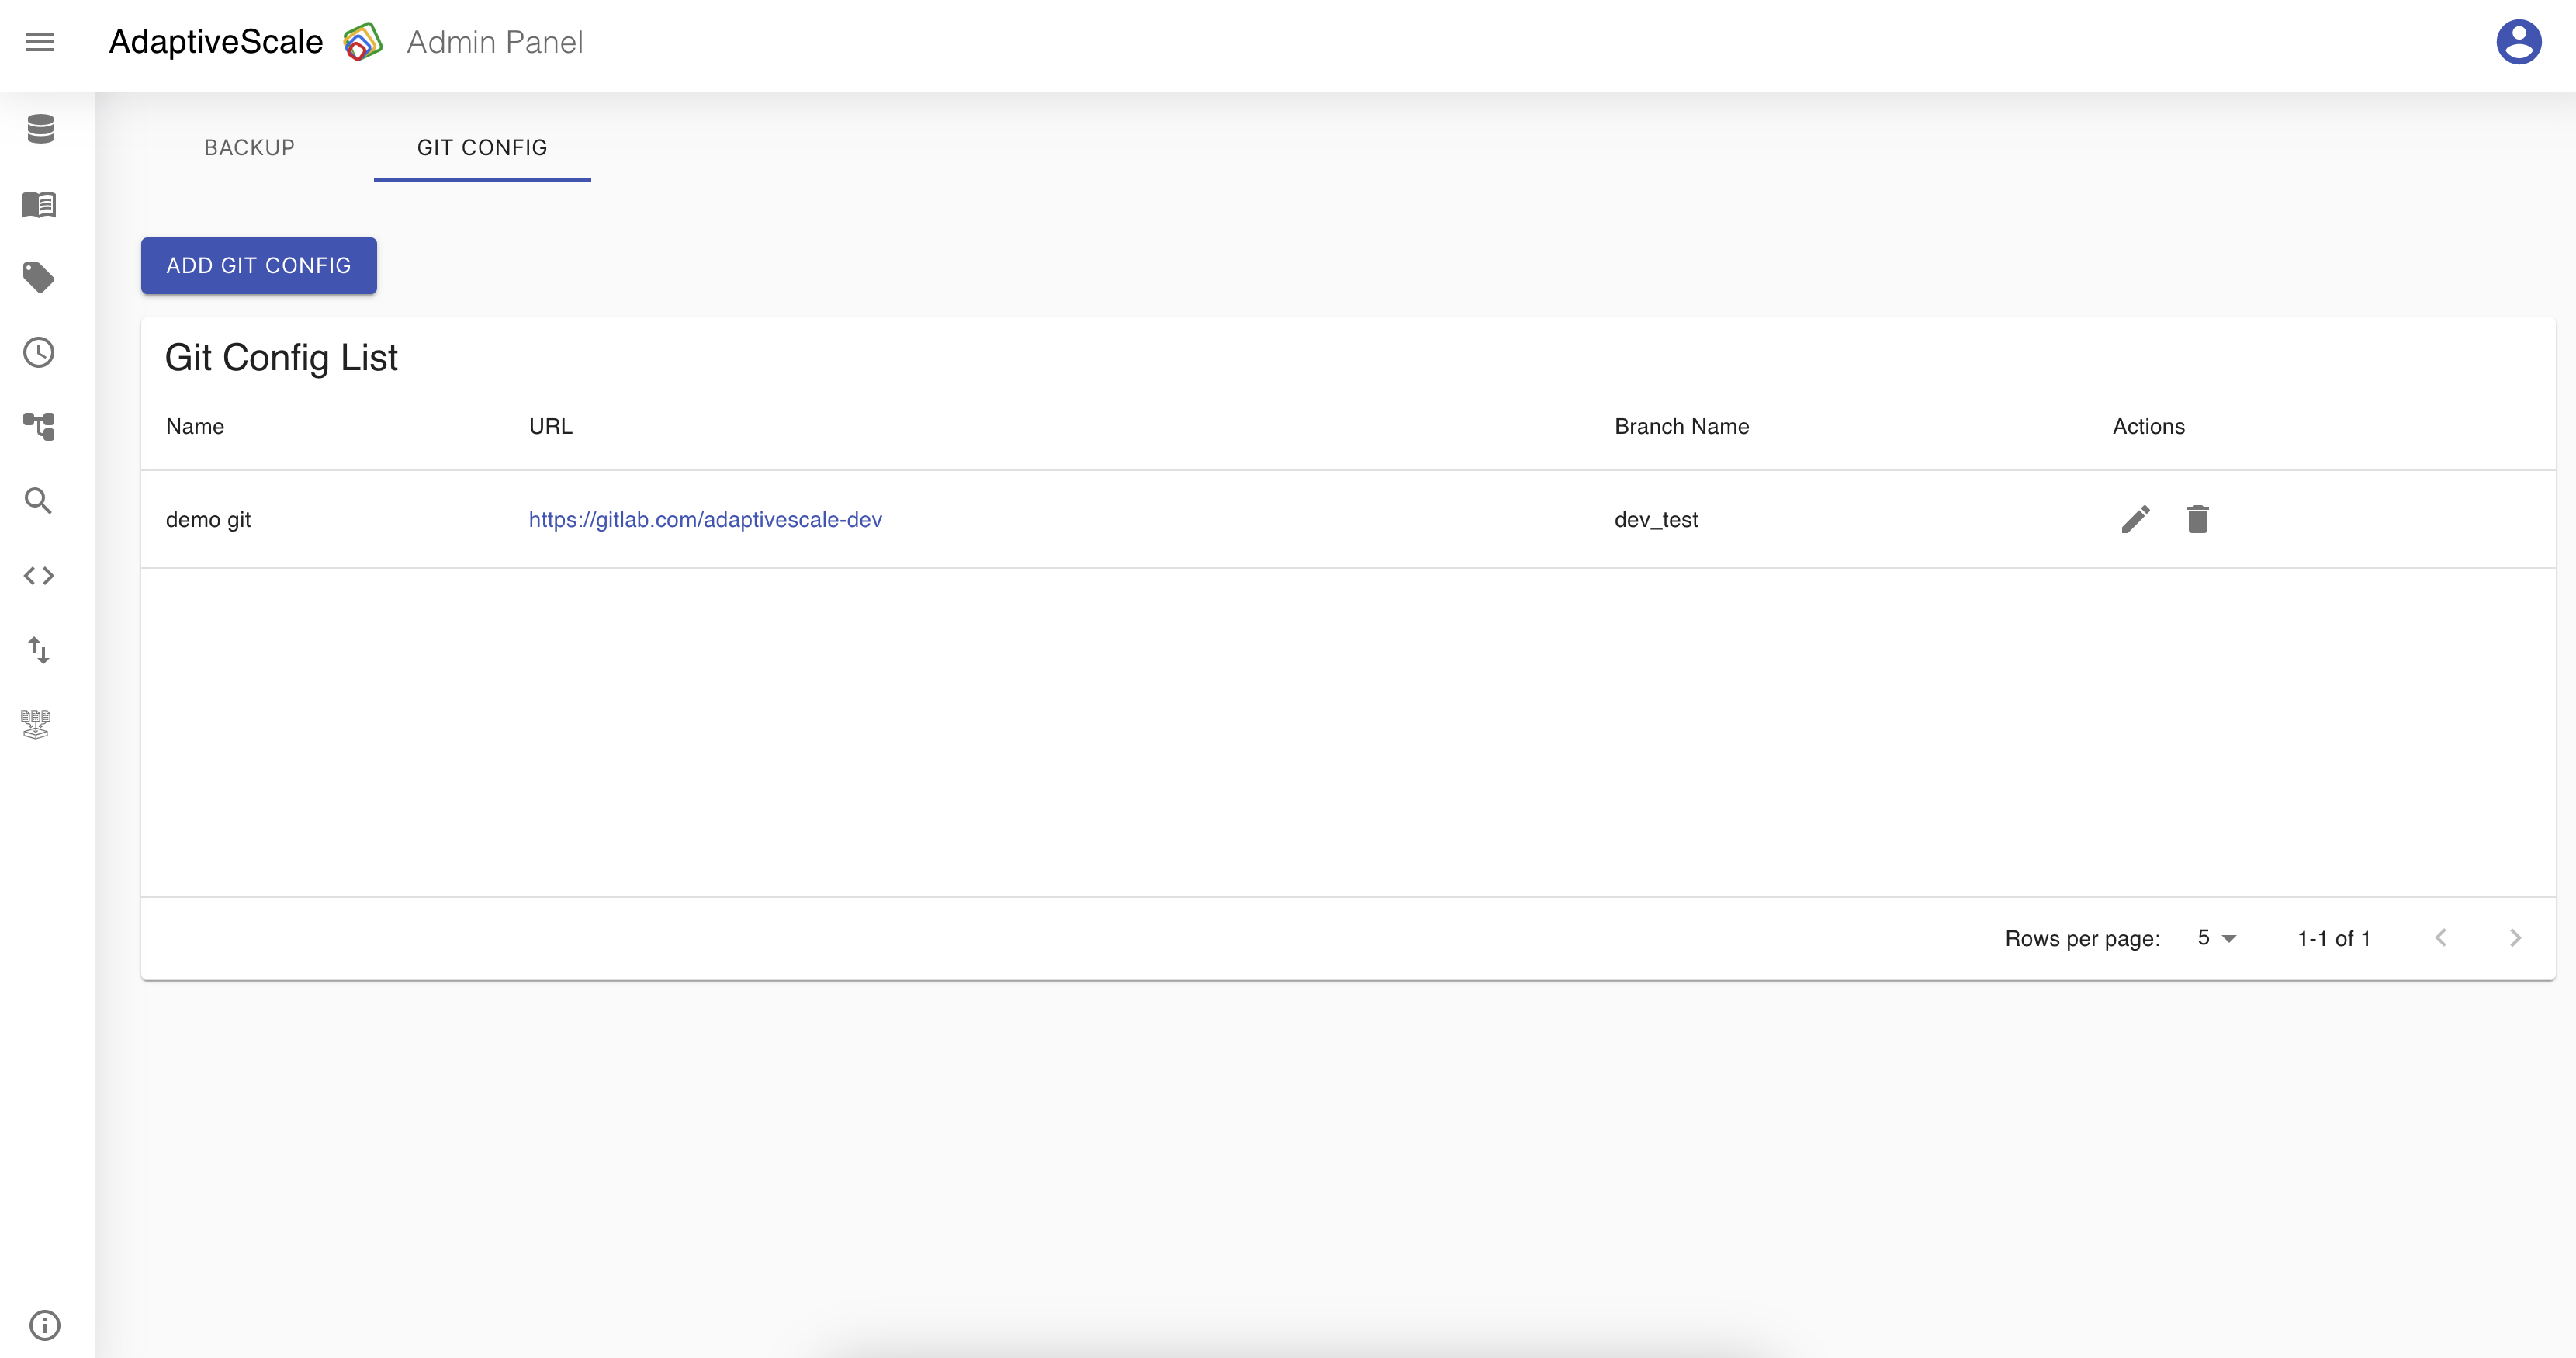 AdaptiveScale Admin Panel
BACKUP GIT CONFIG
ADD GIT CONFIG
Git Config List
Name URL Branch Name Actions
demo git https://gitlab.com/adaptivescale-dev dev_test
Rows per page: 5 1-1 of 1